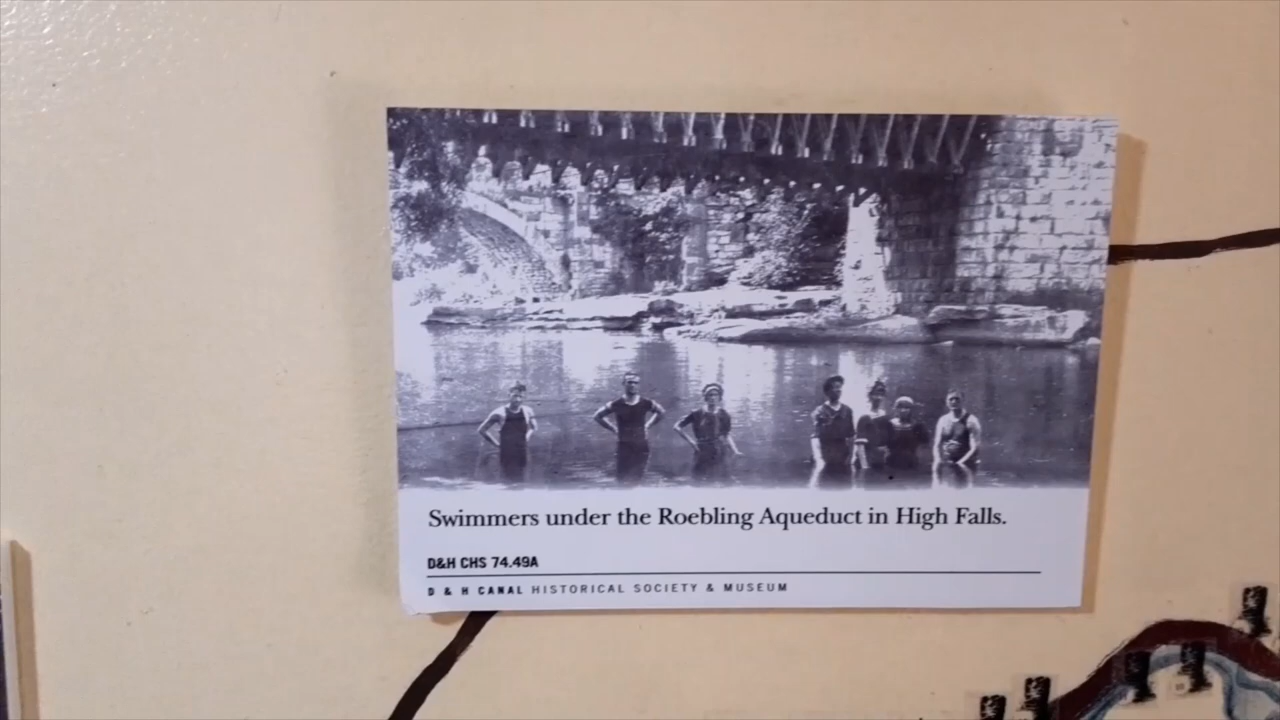 Swimmers under the Roebling Aqueduct in High Falls.
D&H CHS 74.49A
D & H CANAL HISTORICAL SOCIETY & MUSEUM